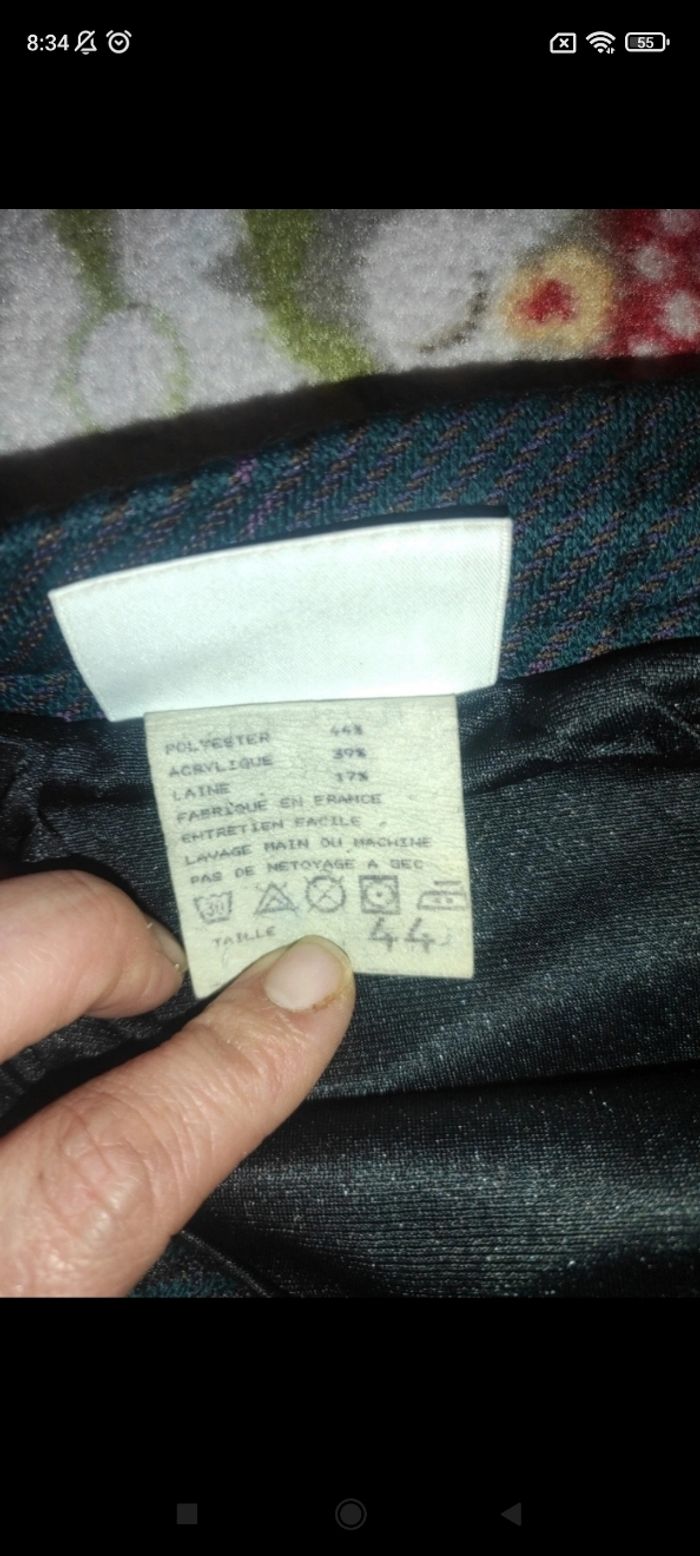 8:34
55
POLYESTER 44%
ACRYLIQUE 39%
LAINE 17%
FABRIQUE EN FRANCE
ENTRETIEN FACILE
LAVAGE MAIN OU MACHINE
PAS DE NETOYAGE A SEC
30
TAILLE 44